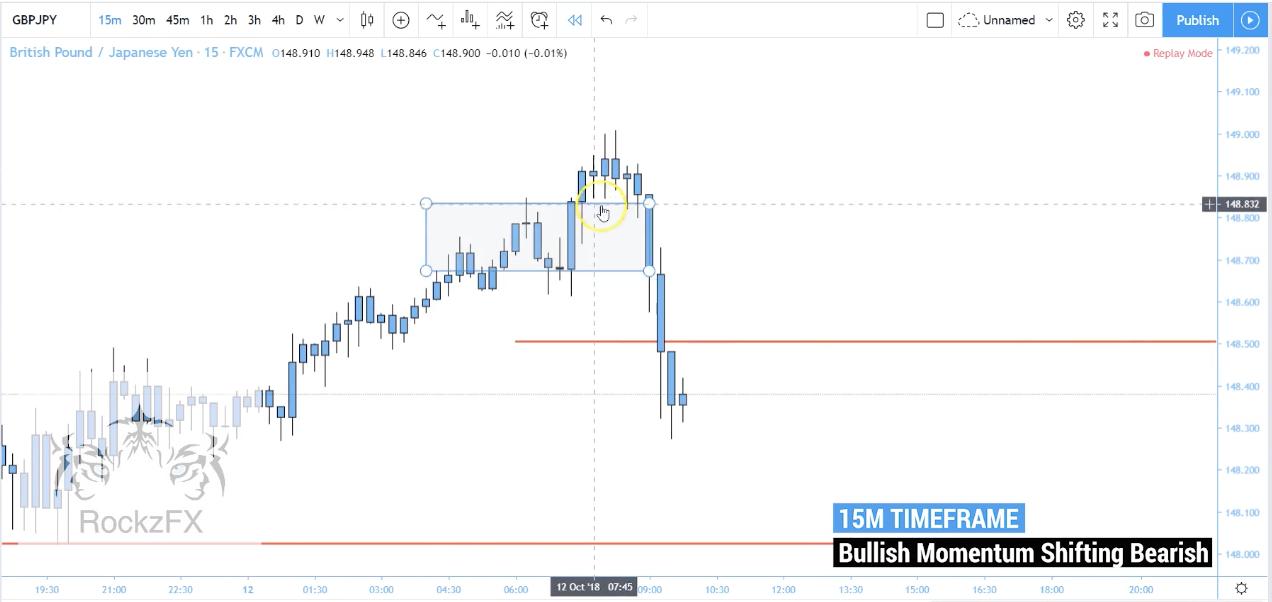 GBPJPY 15m 30m 45m 1h 2h 3h 4h D W Unnamed Publish
British Pound / Japanese Yen · 15 · FXCM O148.910 H148.948 L148.846 C148.900 −0.010 (−0.01%)
Replay Mode
149.200
149.100
149.000
148.900
148.832
148.800
148.700
148.600
148.500
148.400
148.300
148.200
148.100
148.000
RockzFX
15M TIMEFRAME
Bullish Momentum Shifting Bearish
19:30 21:00 22:30 12 01:30 03:00 04:30 06:00 12 Oct '18 07:45 09:00 10:30 12:00 13:30 15:00 16:30 18:00 20:00